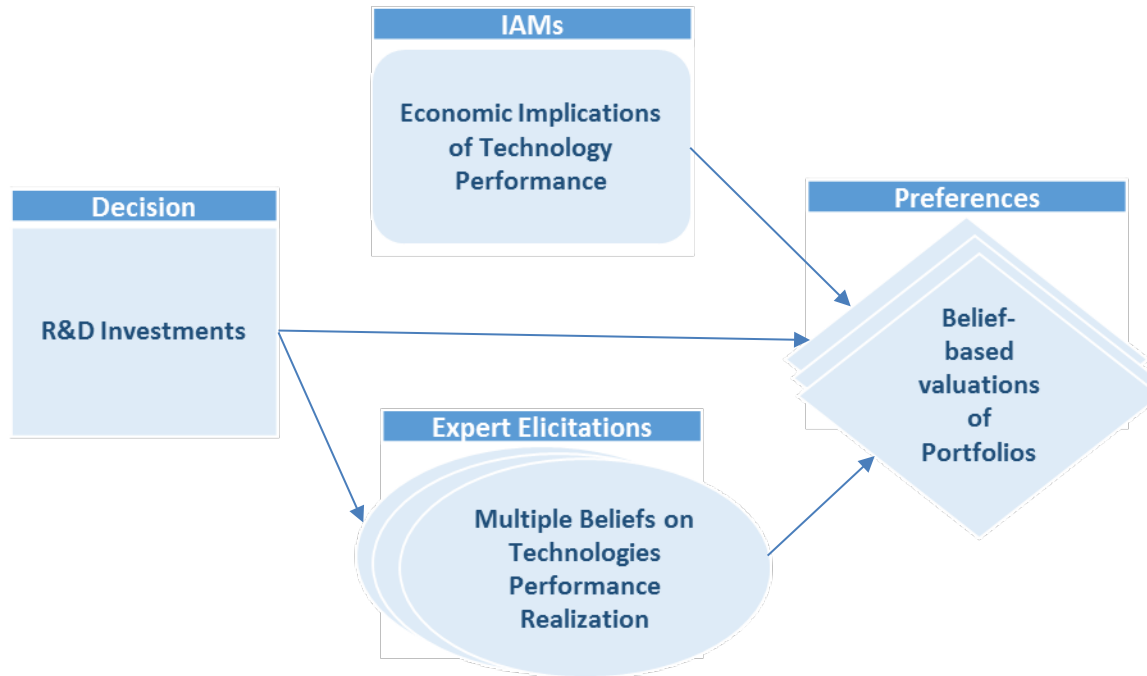 IAMs
Economic Implications
of Technology
Performance
Decision
R&D Investments
Preferences
Belief-
based
valuations
of
Portfolios
Expert Elicitations
Multiple Beliefs on
Technologies
Performance
Realization